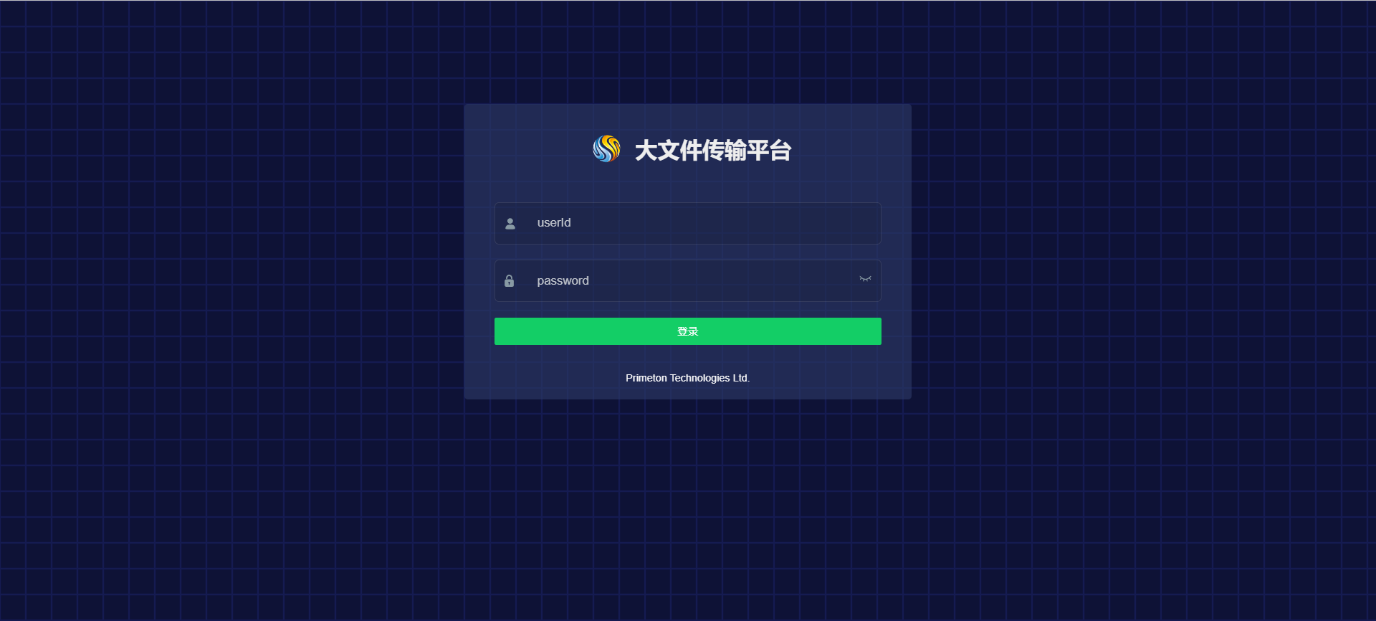 大文件传输平台
userId
password
登录
Primeton Technologies Ltd.